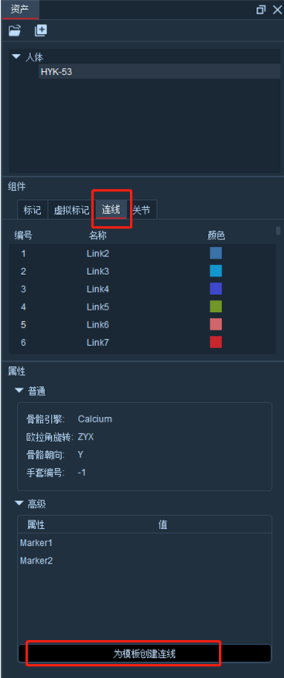 资产
人体
HYK-53
组件
标记 虚拟标记 连线 关节
编号 名称 颜色
1 Link2
2 Link3
3 Link4
4 Link5
5 Link6
6 Link7
属性
普通
骨骼引擎: Calcium
欧拉角旋转: ZYX
骨骼朝向: Y
手套编号: -1
高级
属性 值
Marker1
Marker2
为模板创建连线